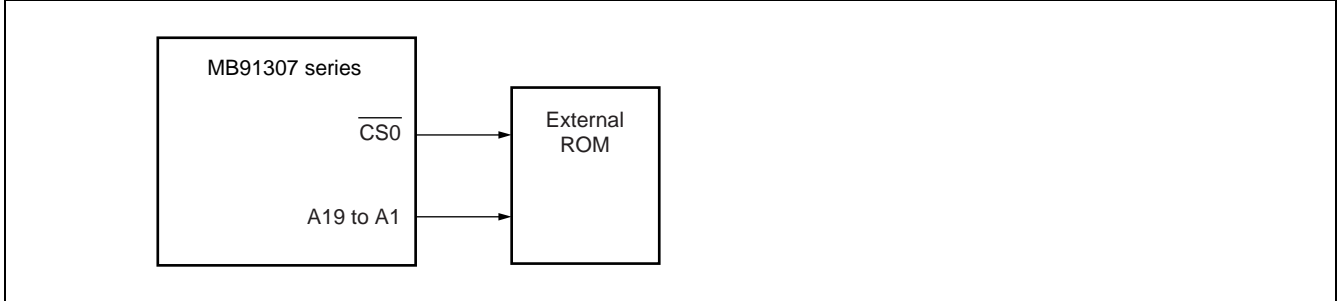 MB91307 series
CS0
External
ROM
A19 to A1